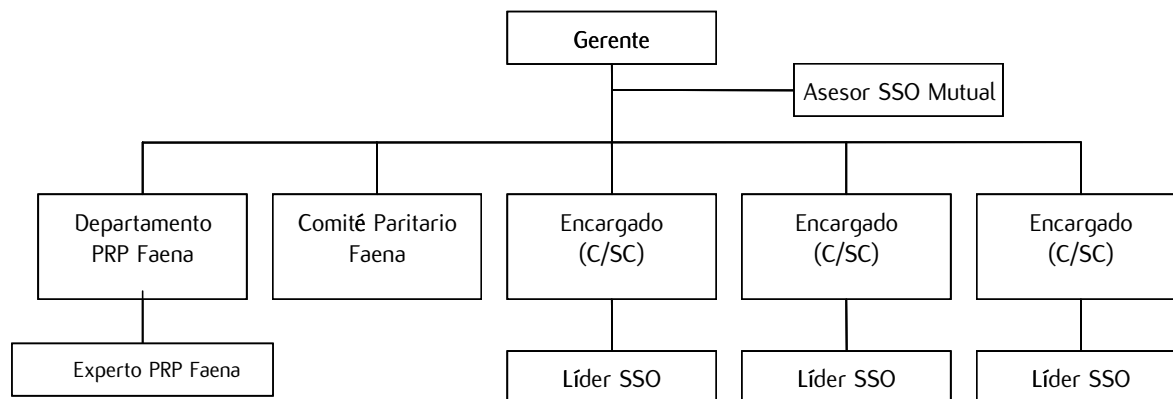 Gerente
Asesor SSO Mutual
Departamento
PRP Faena
Comité Paritario
Faena
Encargado
(C/SC)
Encargado
(C/SC)
Encargado
(C/SC)
Experto PRP Faena
Líder SSO
Líder SSO
Líder SSO